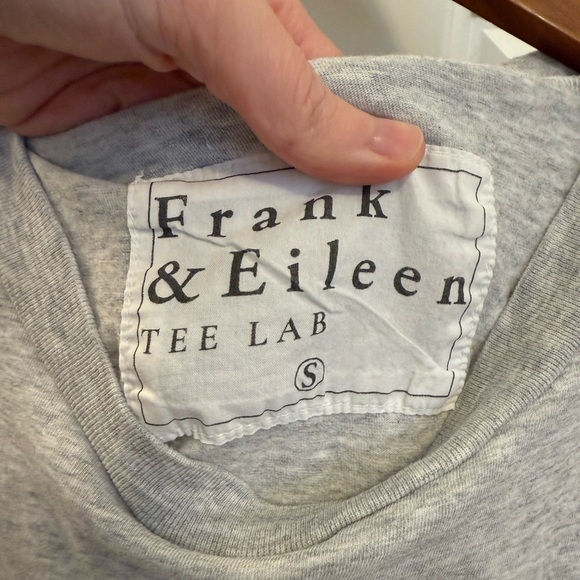 Frank
& Eileen
TEE LAB
S